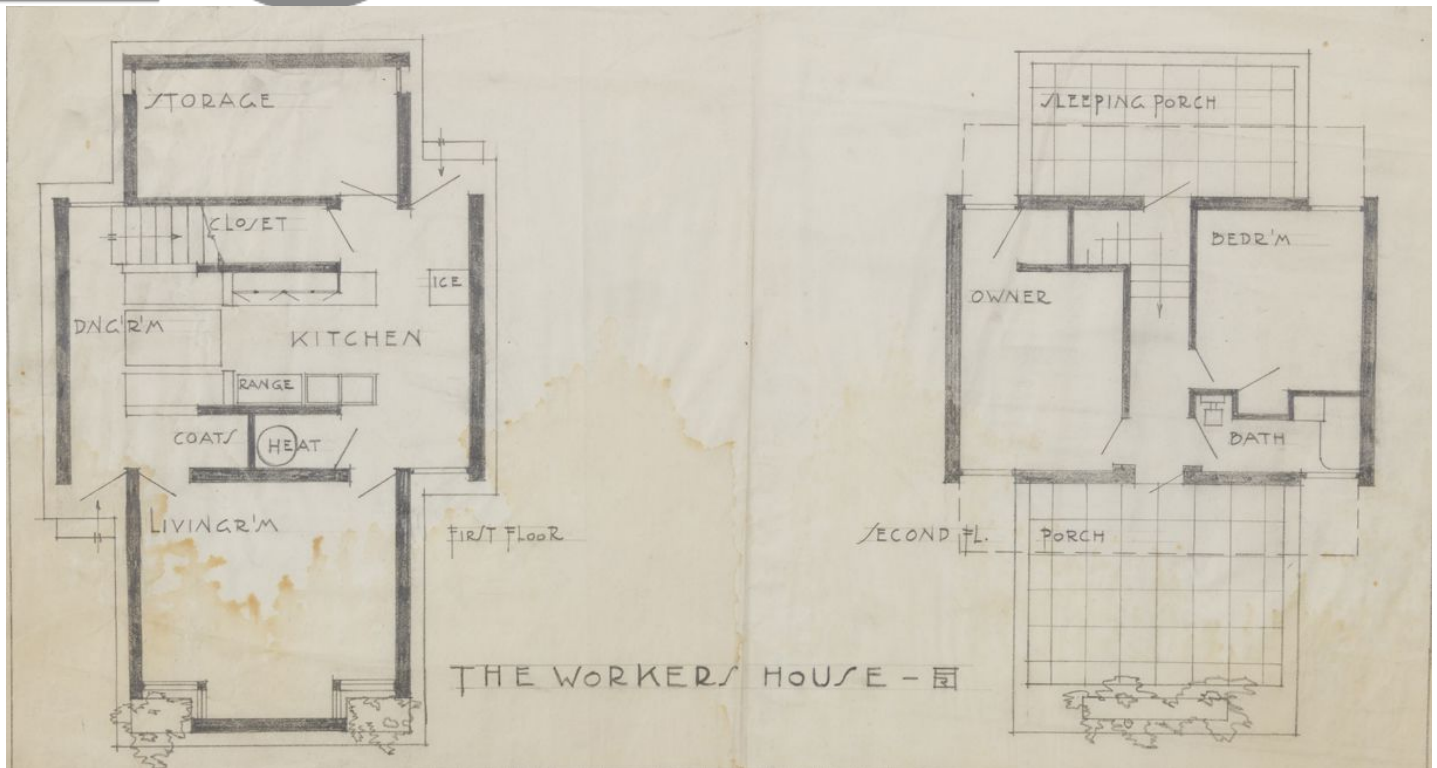 STORAGE
CLOSET
ICE
DNG'R'M
KITCHEN
RANGE
COATS
HEAT
LIVINGR'M
FIRST FLOOR
SLEEPING PORCH
BEDR'M
OWNER
BATH
SECOND FL.
PORCH
THE WORKERS HOUSE -